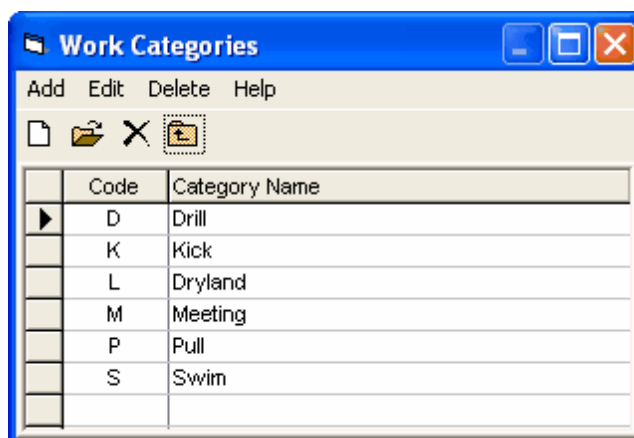 Work Categories
Add Edit Delete Help
Code Category Name
D Drill
K Kick
L Dryland
M Meeting
P Pull
S Swim